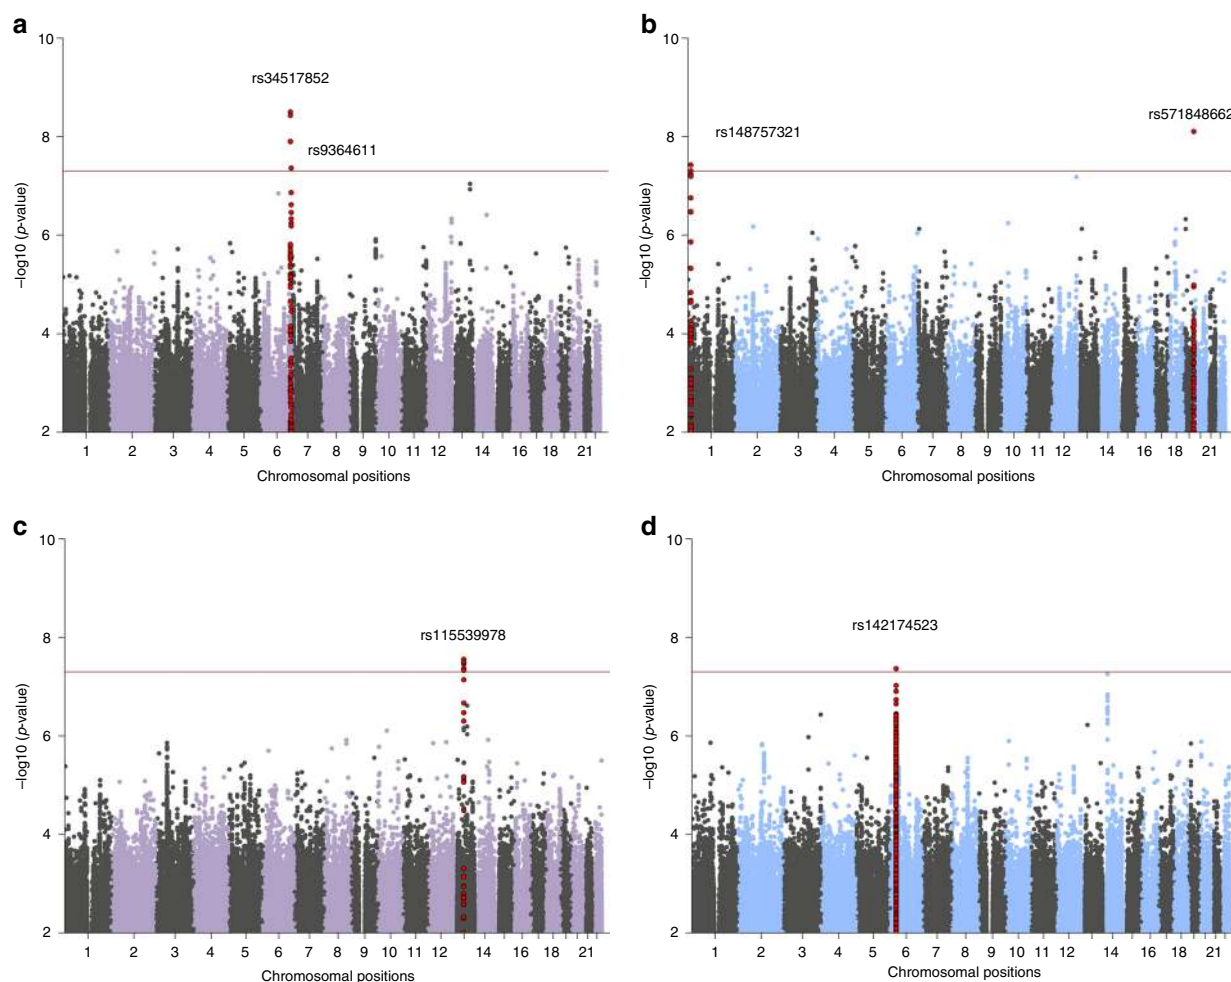 a
10
8
6
4
2
–log10 (p-value)
rs34517852
rs9364611
1 2 3 4 5 6 7 8 9 10 12 14 16 18 21
Chromosomal positions
b
10
8
6
4
2
–log10 (p-value)
rs148757321
rs571848662
1 2 3 4 5 6 7 8 9 10 11 12 14 16 18 21
Chromosomal positions
c
10
8
6
4
2
–log10 (p-value)
rs115539978
1 2 3 4 5 6 7 8 9 10 11 12 14 16 18 21
Chromosomal positions
d
10
8
6
4
2
–log10 (p-value)
rs142174523
1 2 3 4 5 6 7 8 9 10 11 12 14 16 18 21
Chromosomal positions